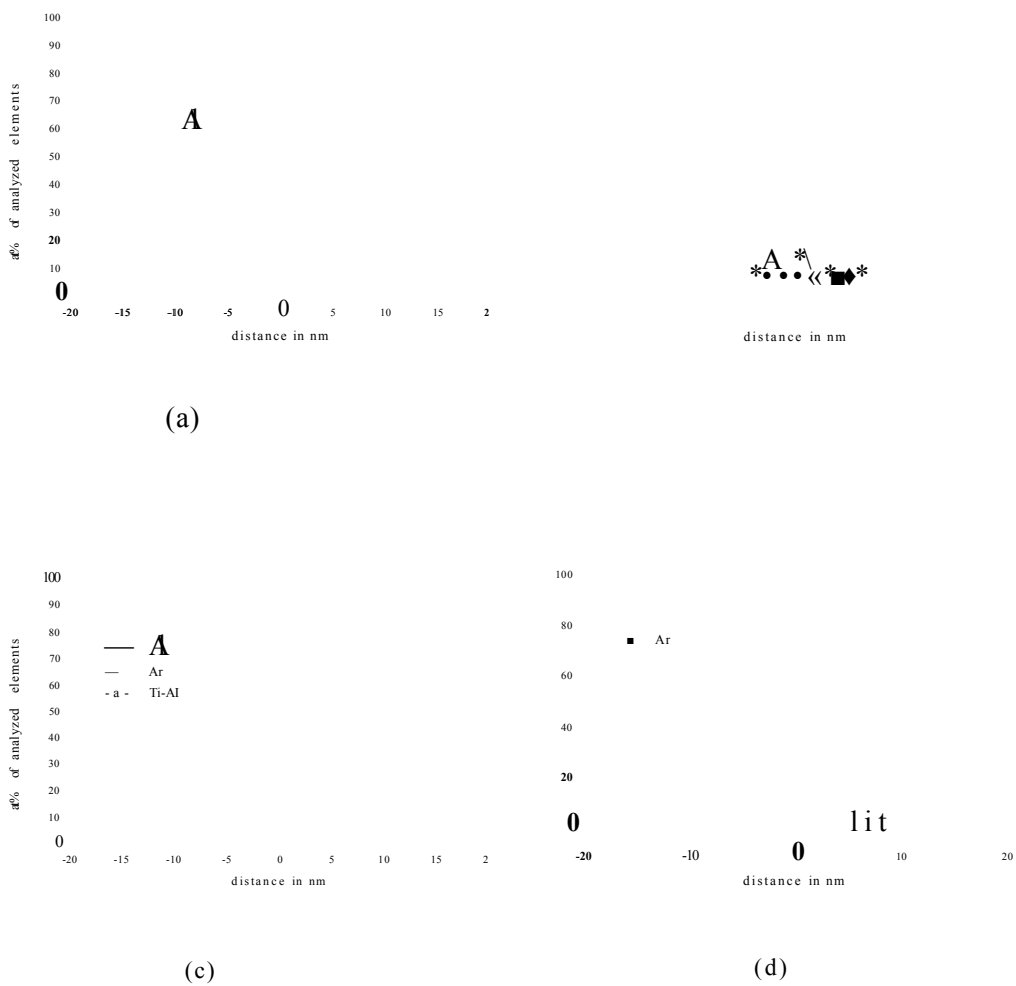 100
90
80
70
Al
60
50
40
30
20
10
0
-20 -15 -10 -5 0 5 10 15 2
distance in nm
at% of analyzed elements
(a)
*A•••*\«*■♦*
distance in nm
100
90
80
Al
70
Ar
60
- a - Ti-AI
50
40
30
20
10
0
-20 -15 -10 -5 0 5 10 15 2
distance in nm
at% of analyzed elements
(c)
100
80
■ Ar
60
40
20
0
lit
-20 -10 0 10 20
distance in nm
(d)